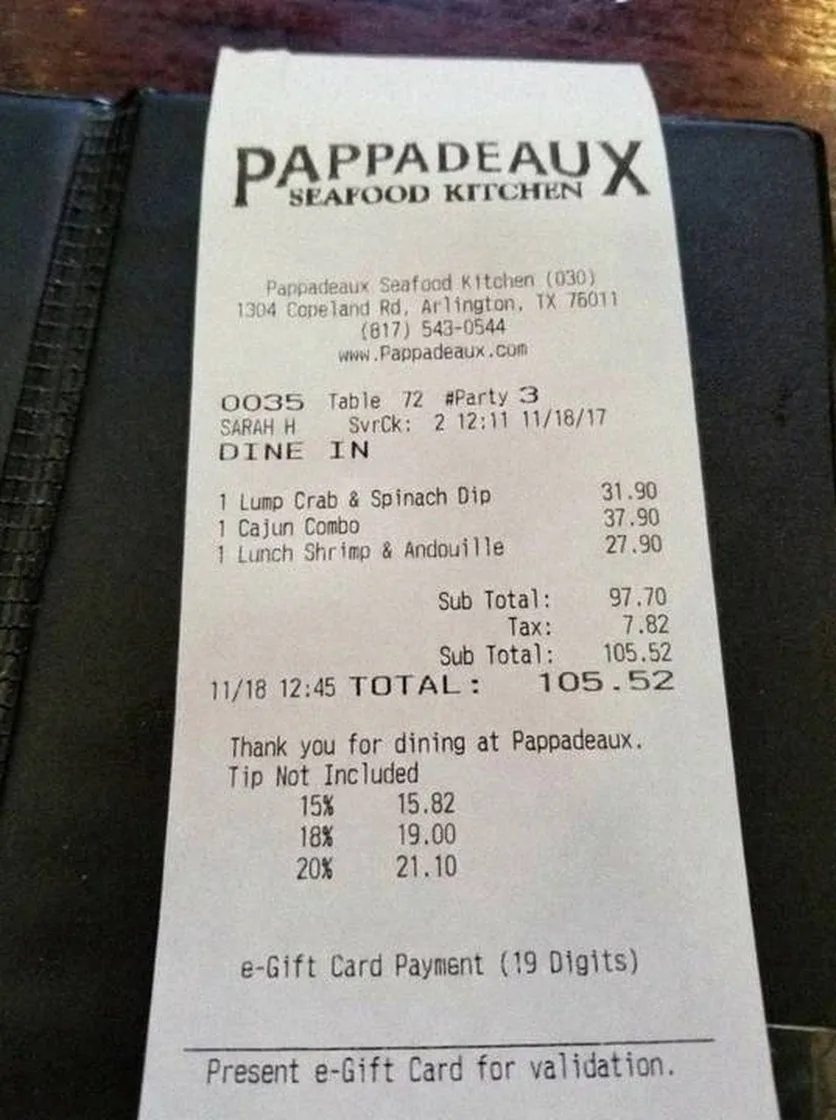 PAPPADEAUX
SEAFOOD KITCHEN
Pappadeaux Seafood Kitchen (030)
1304 Copeland Rd, Arlington, TX 76011
(817) 543-0544
www.Pappadeaux.com
0035 Table 72 #Party 3
SARAH H SvrCk: 2 12:11 11/18/17
DINE IN
1 Lump Crab & Spinach Dip 31.90
1 Cajun Combo 37.90
1 Lunch Shrimp & Andouille 27.90
Sub Total: 97.70
Tax: 7.82
Sub Total: 105.52
11/18 12:45 TOTAL: 105.52
Thank you for dining at Pappadeaux.
Tip Not Included
15% 15.82
18% 19.00
20% 21.10
e-Gift Card Payment (19 Digits)
Present e-Gift Card for validation.